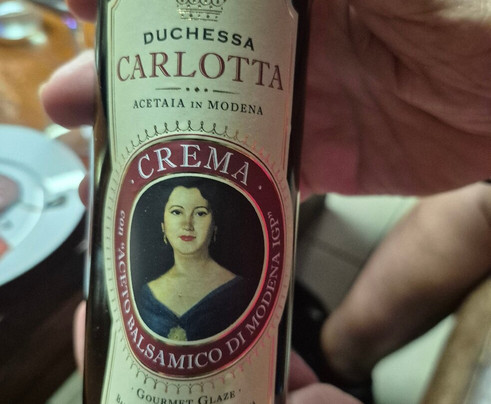 DUCHESSA
CARLOTTA
ACETAIA IN MODENA
· CREMA ·
con "ACETO BALSAMICO DI MODENA IGP"
· GOURMET GLAZE ·